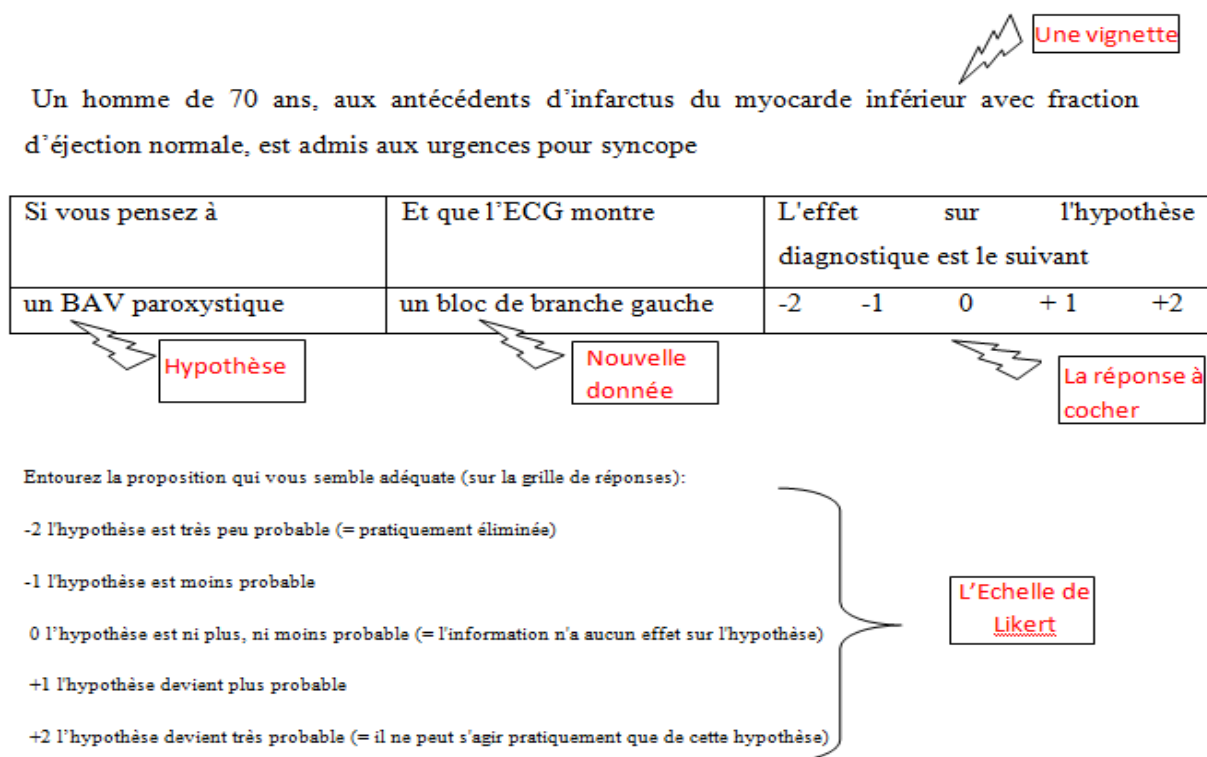 Une vignette
Un homme de 70 ans, aux antécédents d'infarctus du myocarde inférieur avec fraction
d'éjection normale, est admis aux urgences pour syncope
Si vous pensez à
Et que l'ECG montre
L'effet sur l'hypothèse
diagnostique est le suivant
un BAV paroxystique
un bloc de branche gauche
-2 -1 0 + 1 +2
Hypothèse
Nouvelle
donnée
La réponse à
cocher
Entourez la proposition qui vous semble adéquate (sur la grille de réponses):
-2 l'hypothèse est très peu probable (= pratiquement éliminée)
-1 l'hypothèse est moins probable
0 l'hypothèse est ni plus, ni moins probable (= l'information n'a aucun effet sur l'hypothèse)
+1 l'hypothèse devient plus probable
+2 l'hypothèse devient très probable (= il ne peut s'agir pratiquement que de cette hypothèse)
L'Echelle de
Likert